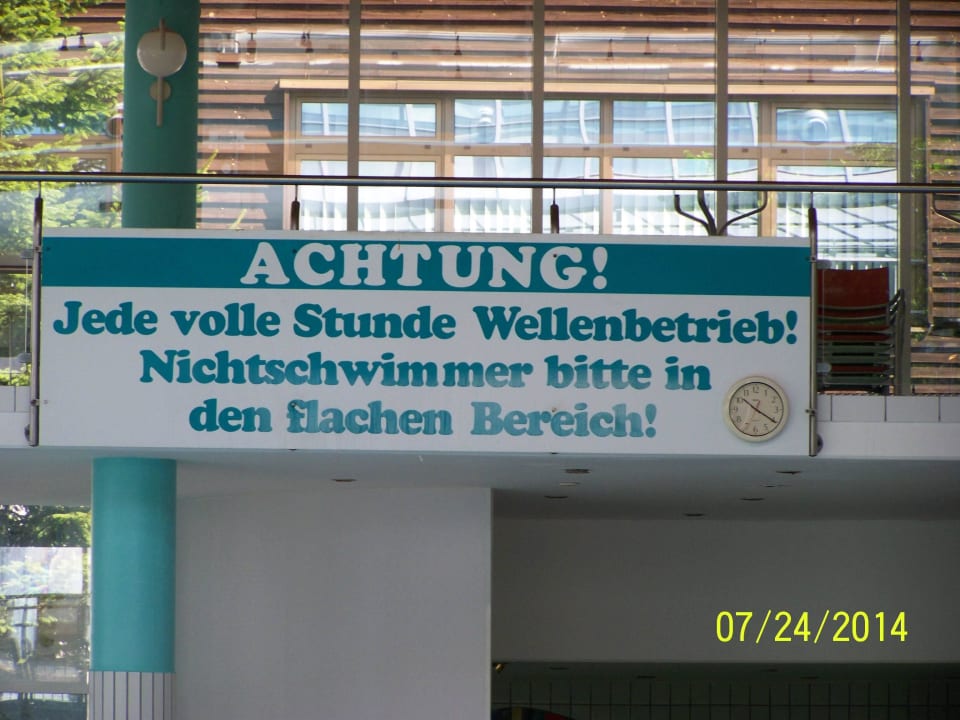 ACHTUNG!
Jede volle Stunde Wellenbetrieb!
Nichtschwimmer bitte in
den flachen Bereich!
07/24/2014